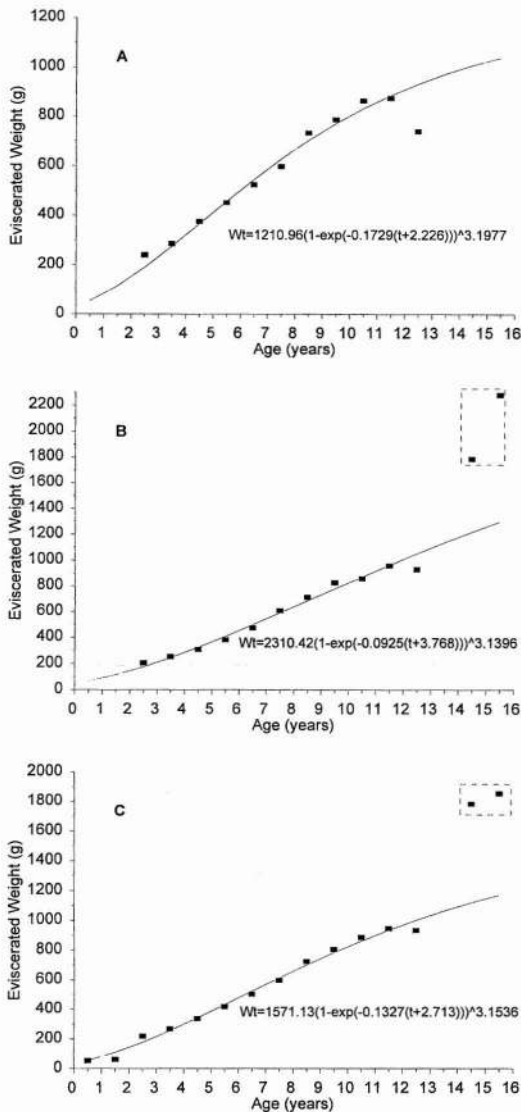 A
1200
1000
800
600
400
200
0
Eviscerated Weight (g)
Wt=1210.96(1-exp(-0.1729(t+2.226)))^3.1977
0 1 2 3 4 5 6 7 8 9 10 11 12 13 14 15 16
Age (years)
B
2200
2000
1800
1600
1400
1200
1000
800
600
400
200
0
Eviscerated Weight (g)
Wt=2310.42(1-exp(-0.0925(t+3.768)))^3.1396
0 1 2 3 4 5 6 7 8 9 10 11 12 13 14 15 16
Age (years)
C
2000
1800
1600
1400
1200
1000
800
600
400
200
0
Eviscerated Weight (g)
Wt=1571.13(1-exp(-0.1327(t+2.713)))^3.1536
0 1 2 3 4 5 6 7 8 9 10 11 12 13 14 15 16
Age (years)